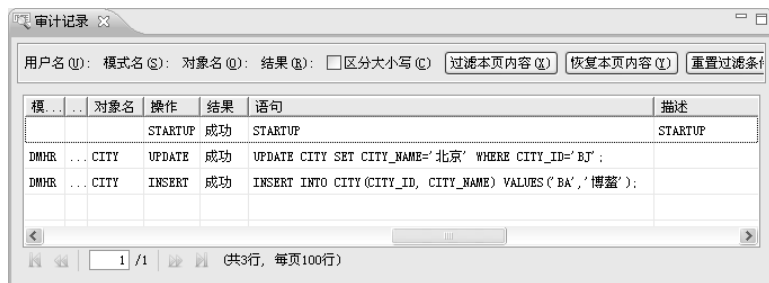 审计记录
用户名(U): 模式名(S): 对象名(O): 结果(R): 区分大小写(C) 过滤本页内容(X) 恢复本页内容(Y) 重置过滤条
模... .. 对象名 操作 结果 语句 描述
STARTUP 成功 STARTUP STARTUP
DMHR ... CITY UPDATE 成功 UPDATE CITY SET CITY_NAME='北京' WHERE CITY_ID='BJ';
DMHR ... CITY INSERT 成功 INSERT INTO CITY(CITY_ID, CITY_NAME) VALUES('BA','博鳌');
1 /1 (共3行, 每页100行)